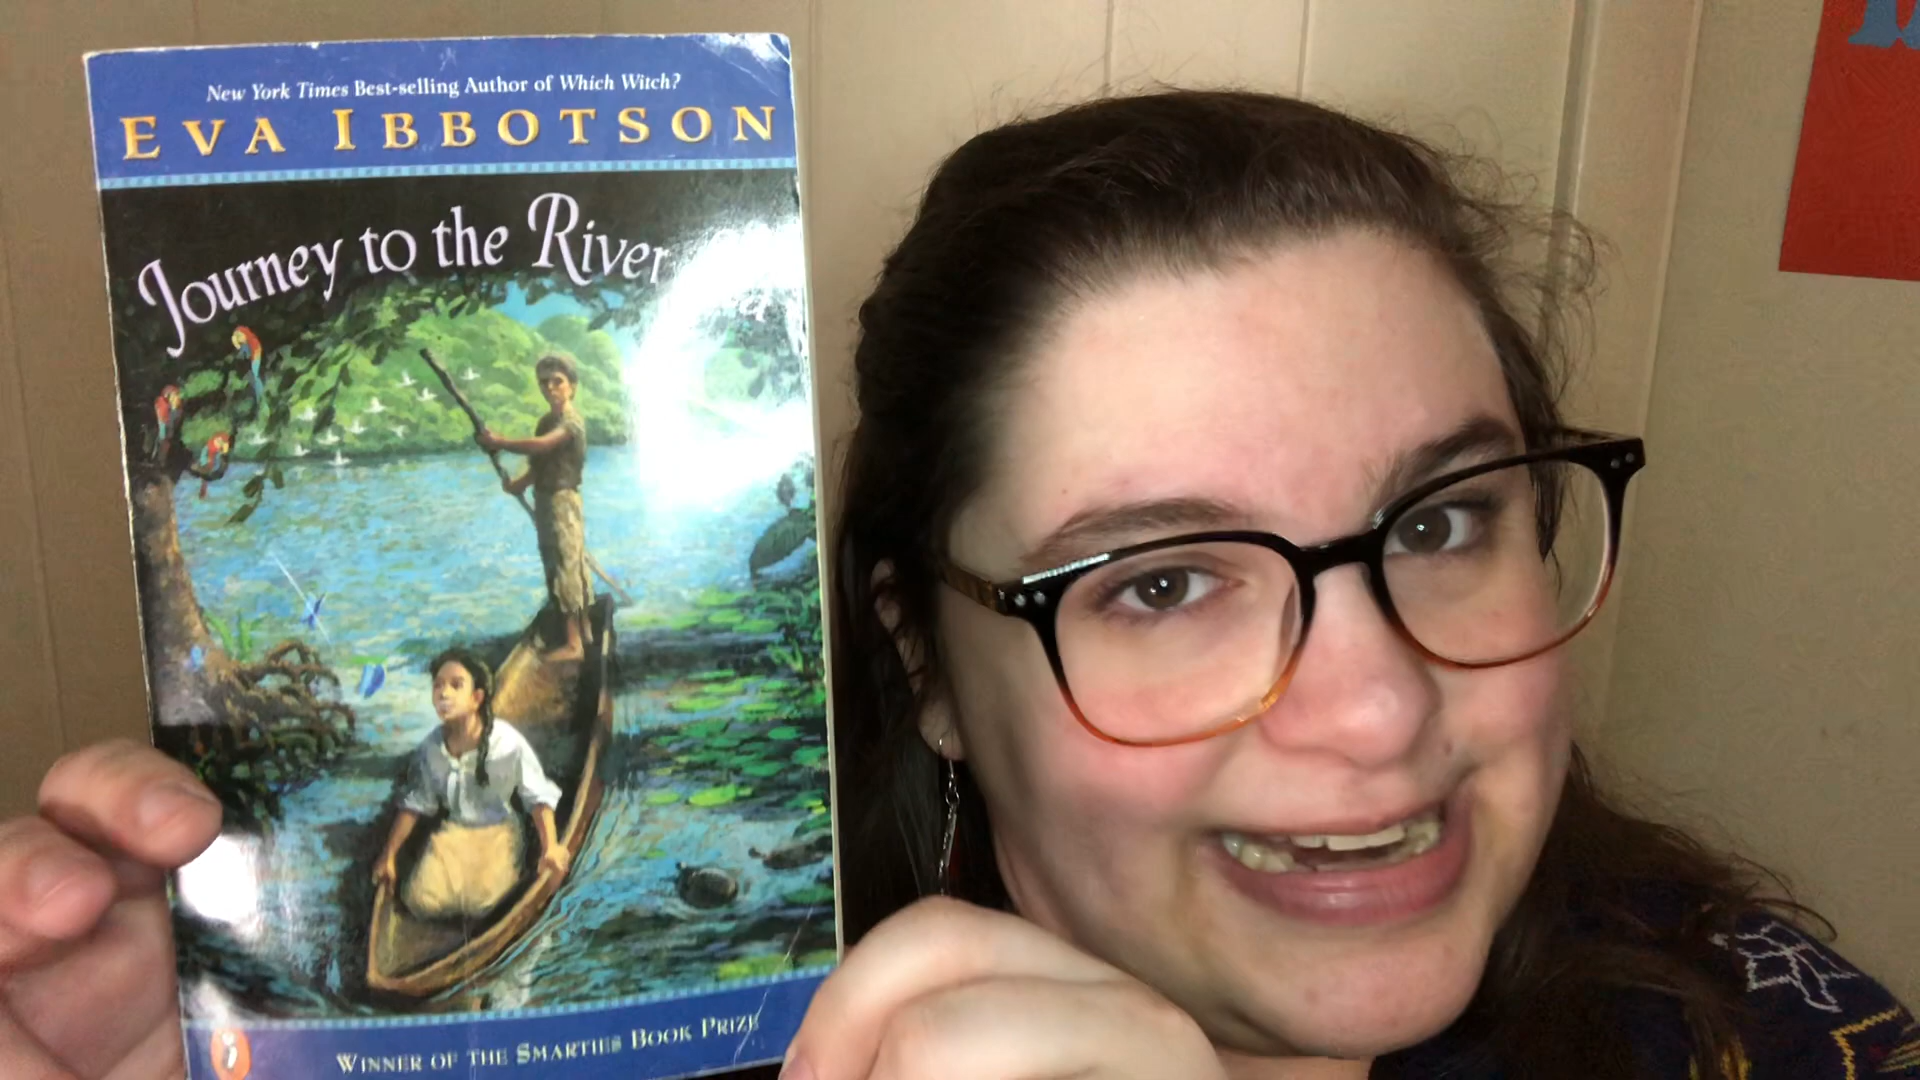 New York Times Best-selling Author of Which Witch?
EVA IBBOTSON
Journey to the River
WINNER OF THE SMARTIES BOOK PRIZE